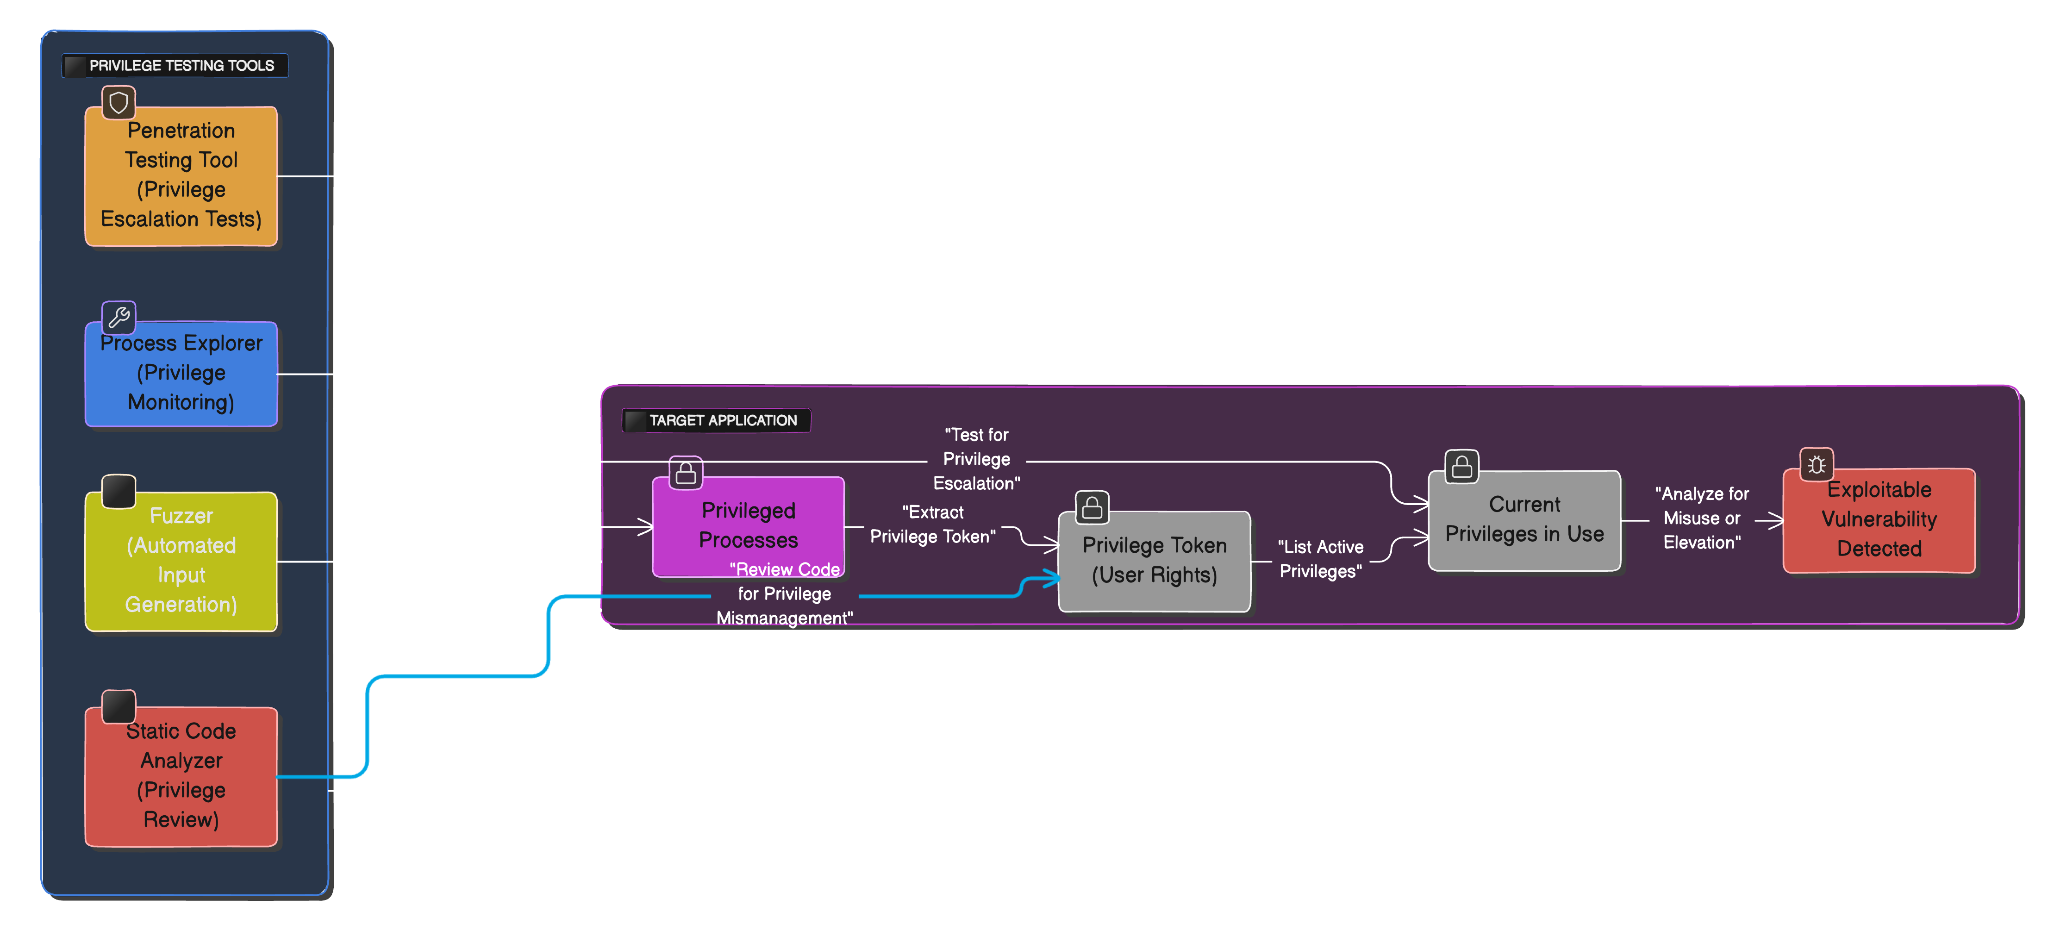 PRIVILEGE TESTING TOOLS
Penetration
Testing Tool
(Privilege
Escalation Tests)
Process Explorer
(Privilege
Monitoring)
Fuzzer
(Automated
Input
Generation)
Static Code
Analyzer
(Privilege
Review)
TARGET APPLICATION
"Test for
Privilege
Escalation"
Privileged
Processes
"Extract
Privilege Token"
"Review Code
for Privilege
Mismanagement"
Privilege Token
(User Rights)
"List Active
Privileges"
Current
Privileges in Use
"Analyze for
Misuse or
Elevation"
Exploitable
Vulnerability
Detected